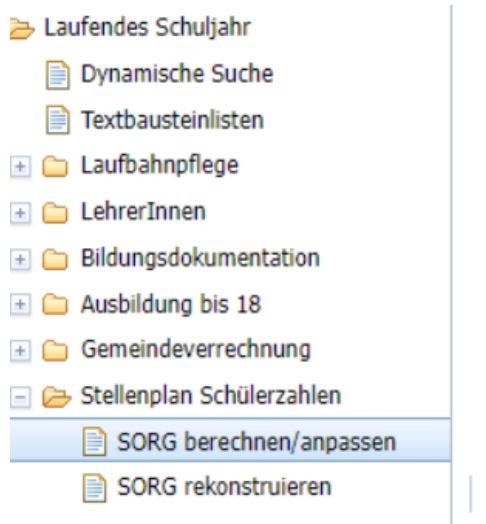 Laufendes Schuljahr
Dynamische Suche
Textbausteinlisten
Laufbahnpflege
LehrerInnen
Bildungsdokumentation
Ausbildung bis 18
Gemeindeverrechnung
Stellenplan Schülerzahlen
SORG berechnen/anpassen
SORG rekonstruieren